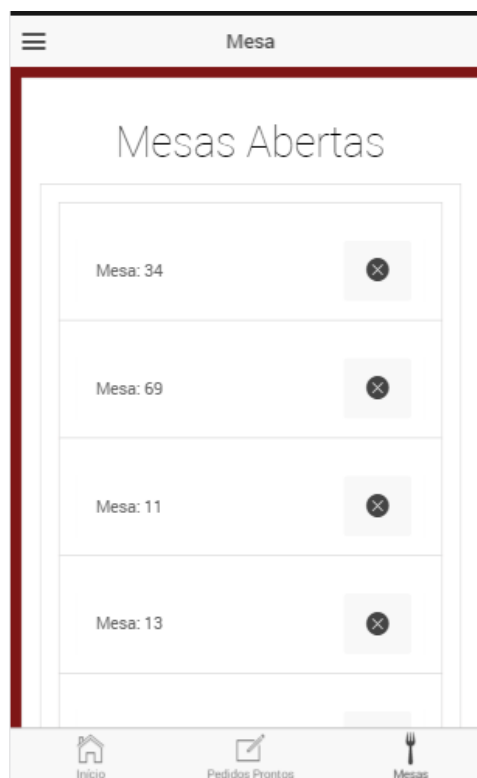 Mesa
Mesas Abertas
Mesa: 34
Mesa: 69
Mesa: 11
Mesa: 13
Início Pedidos Prontos Mesas